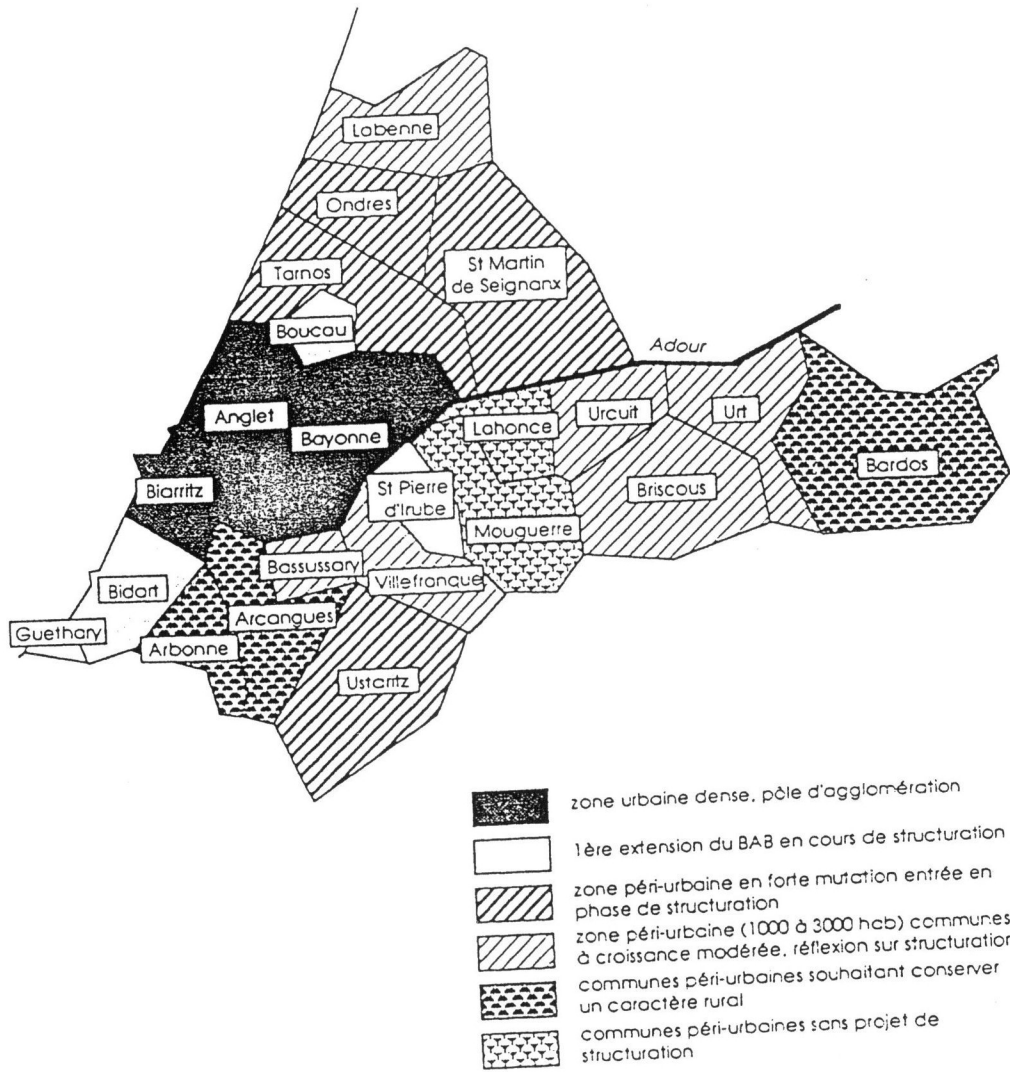 Labenne
Ondres
St Martin
de Seignanx
Tarnos
Boucau
Adour
Anglet
Bayonne
Lahonce
Urcuit
Urt
Bardos
Biarritz
St Pierre
d'Irube
Briscous
Mouguerre
Bassussary
Villefranque
Bidart
Arcangues
Guethary
Arbonne
Ustaritz
zone urbaine dense, pôle d'agglomération
1ère extension du BAB en cours de structuration
zone péri-urbaine en forte mutation entrée en
phase de structuration
zone péri-urbaine (1000 à 3000 hab) communes
à croissance modérée, réflexion sur structuration
communes péri-urbaines souhaitant conserver
un caractère rural
communes péri-urbaines sans projet de
structuration